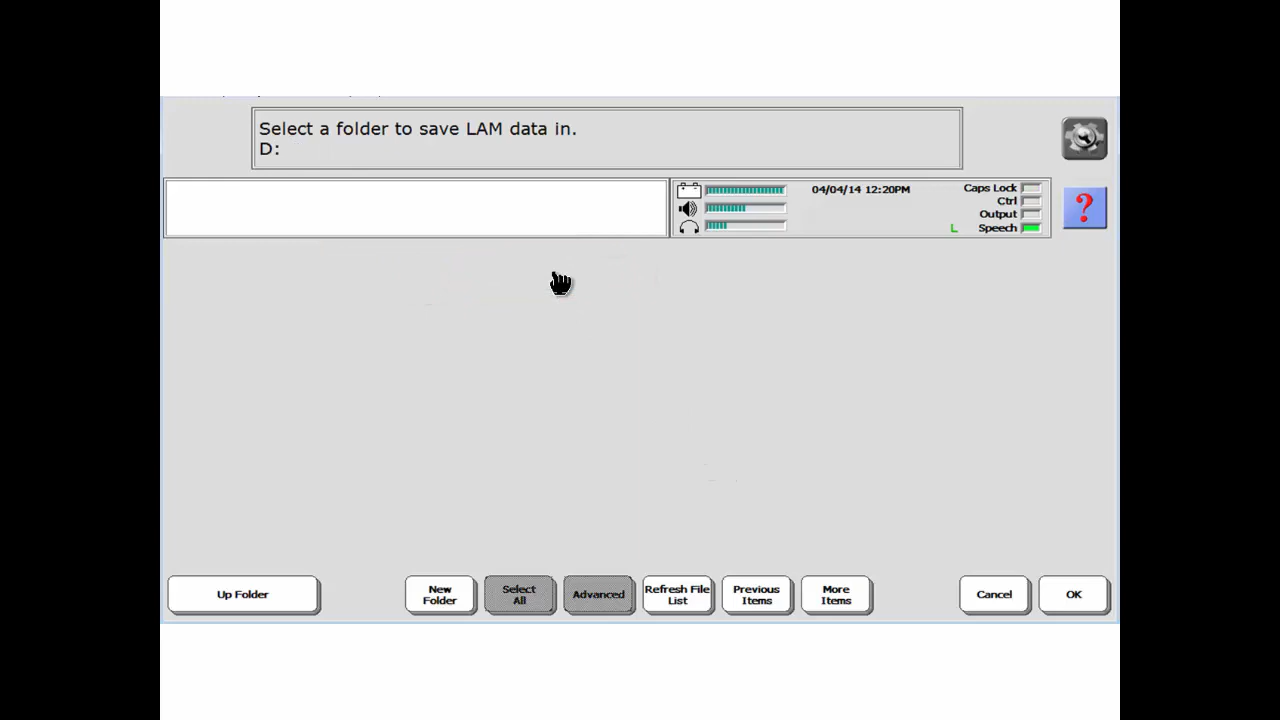 Select a folder to save LAM data in.
D:
04/04/14 12:20PM
Caps Lock
Ctrl
Output
L Speech
?
Up Folder
New
Folder
Select
All
Advanced
Refresh File
List
Previous
Items
More
Items
Cancel
OK